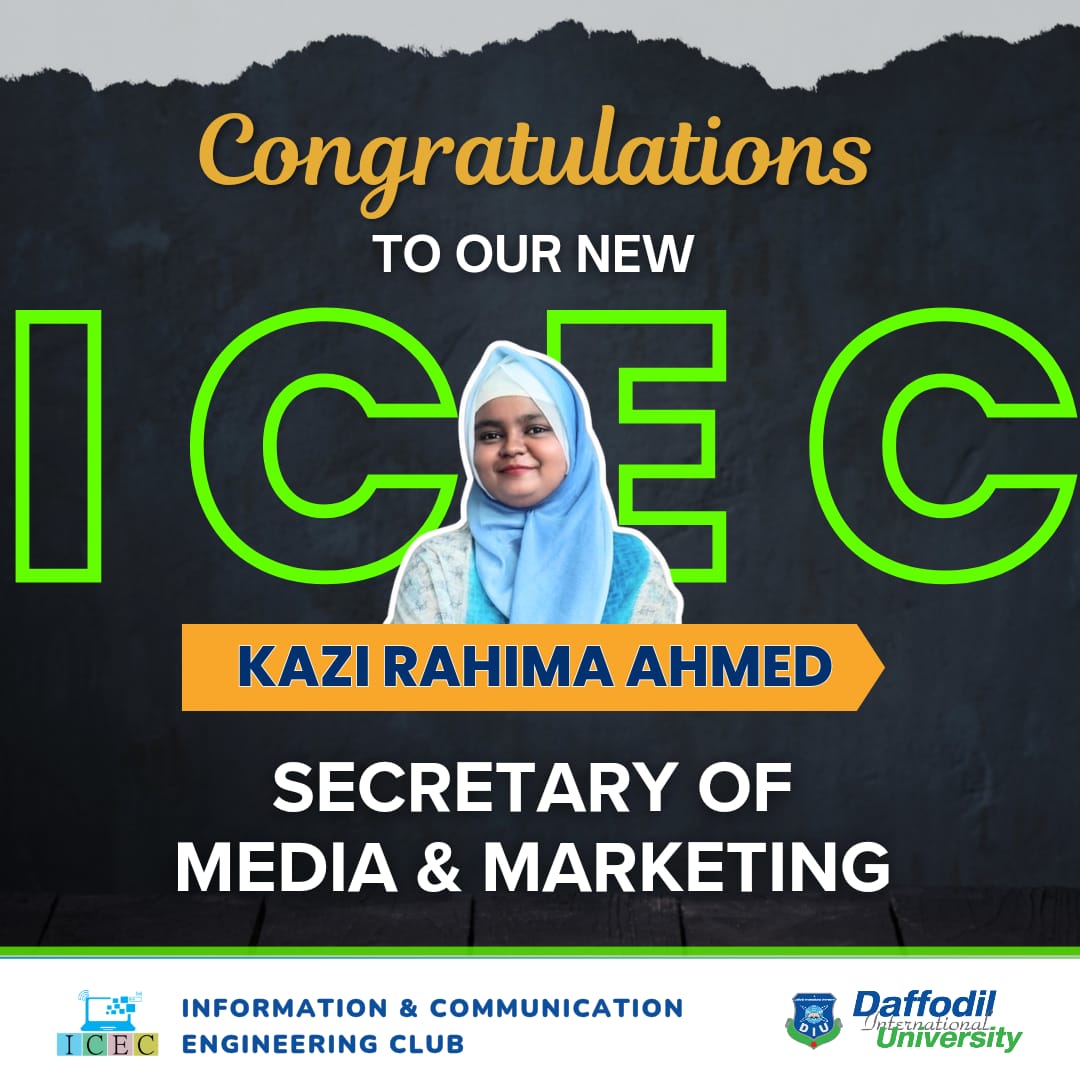 Congratulations
TO OUR NEW
ICEC
KAZI RAHIMA AHMED
SECRETARY OF
MEDIA & MARKETING
ICEC
INFORMATION & COMMUNICATION
ENGINEERING CLUB
DIU
Daffodil
International
University